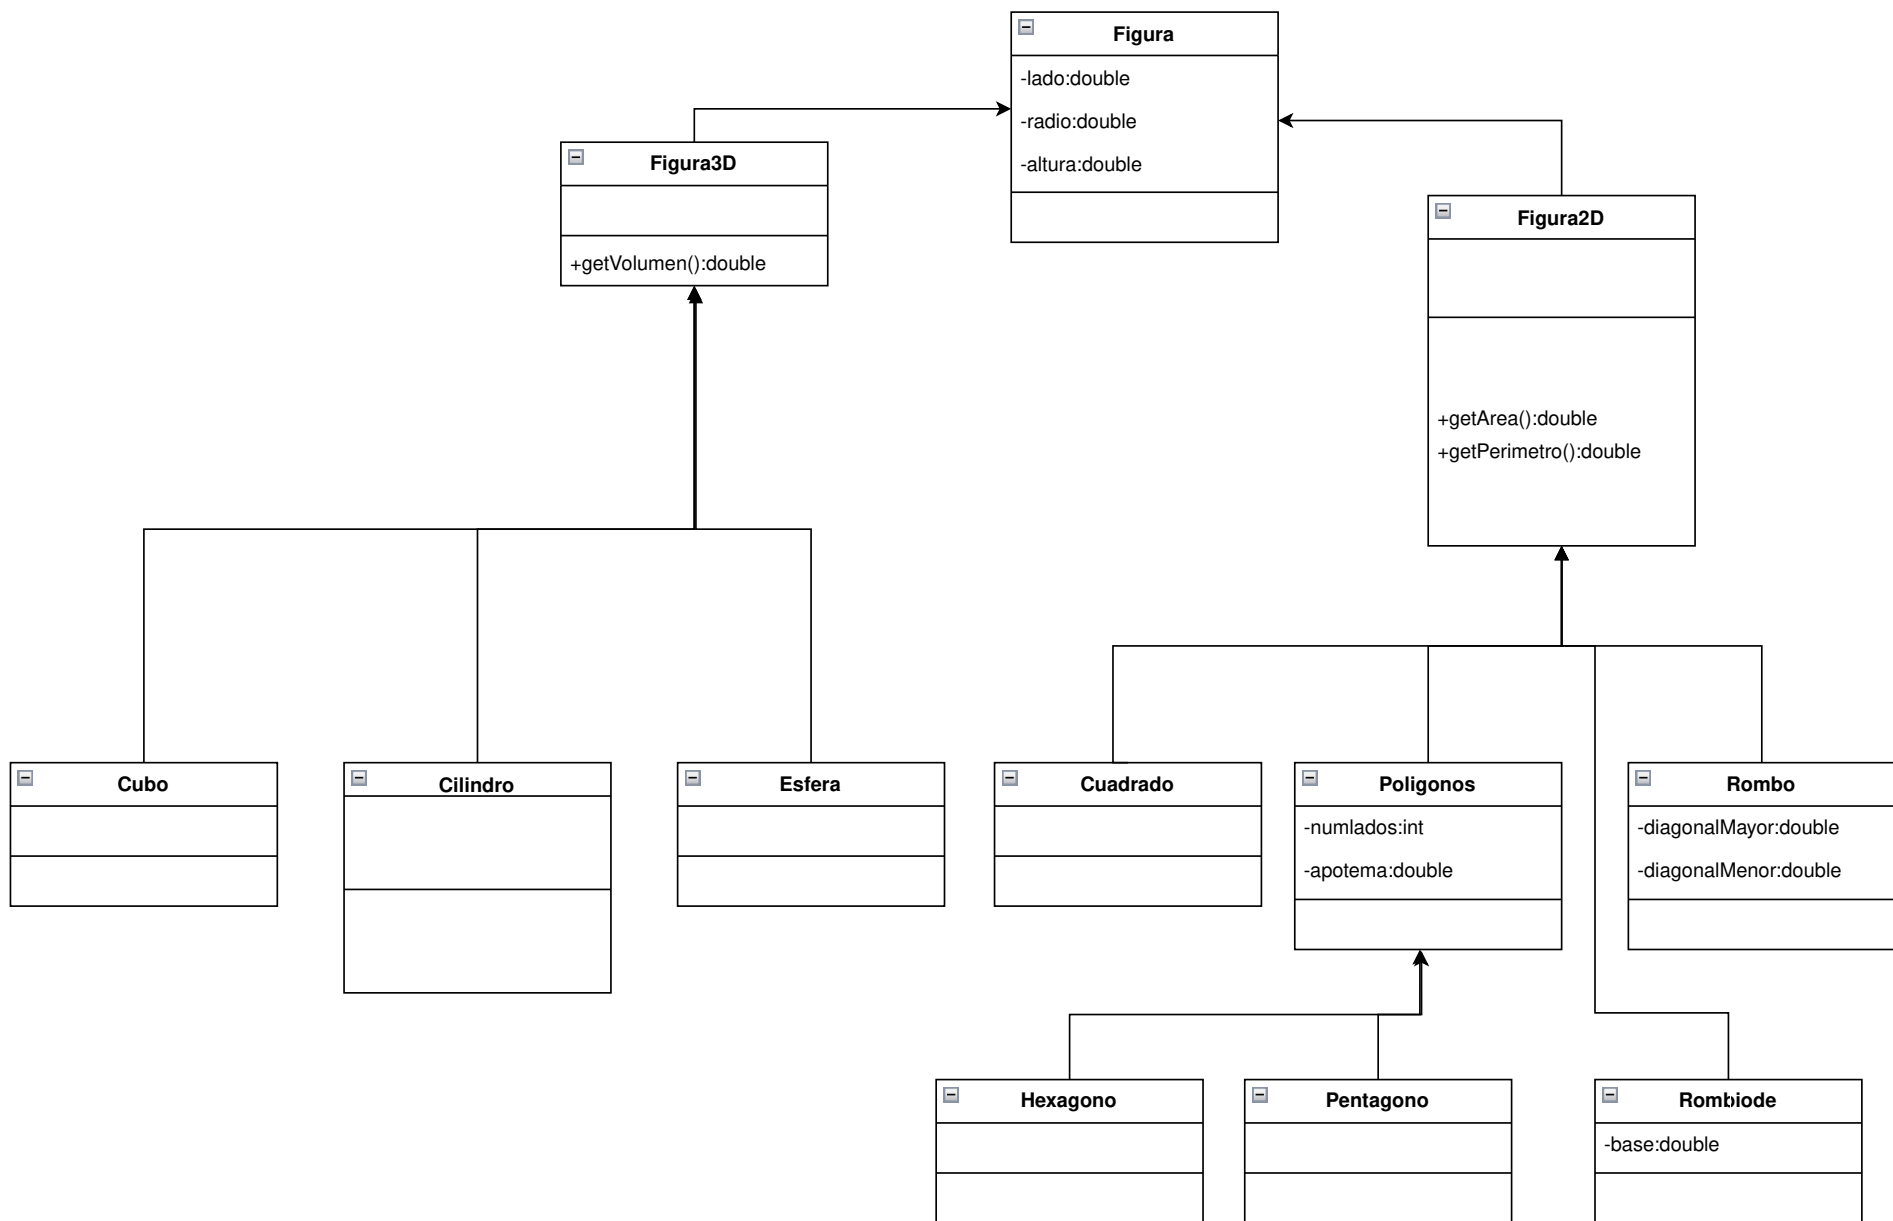 Figura
-lado:double
-radio:double
-altura:double
Figura3D
+getVolumen():double
Figura2D
+getArea():double
+getPerimetro():double
Cubo
Cilindro
Esfera
Cuadrado
Poligonos
-numlados:int
-apotema:double
Rombo
-diagonalMayor:double
-diagonalMenor:double
Hexagono
Pentagono
Rombiode
-base:double